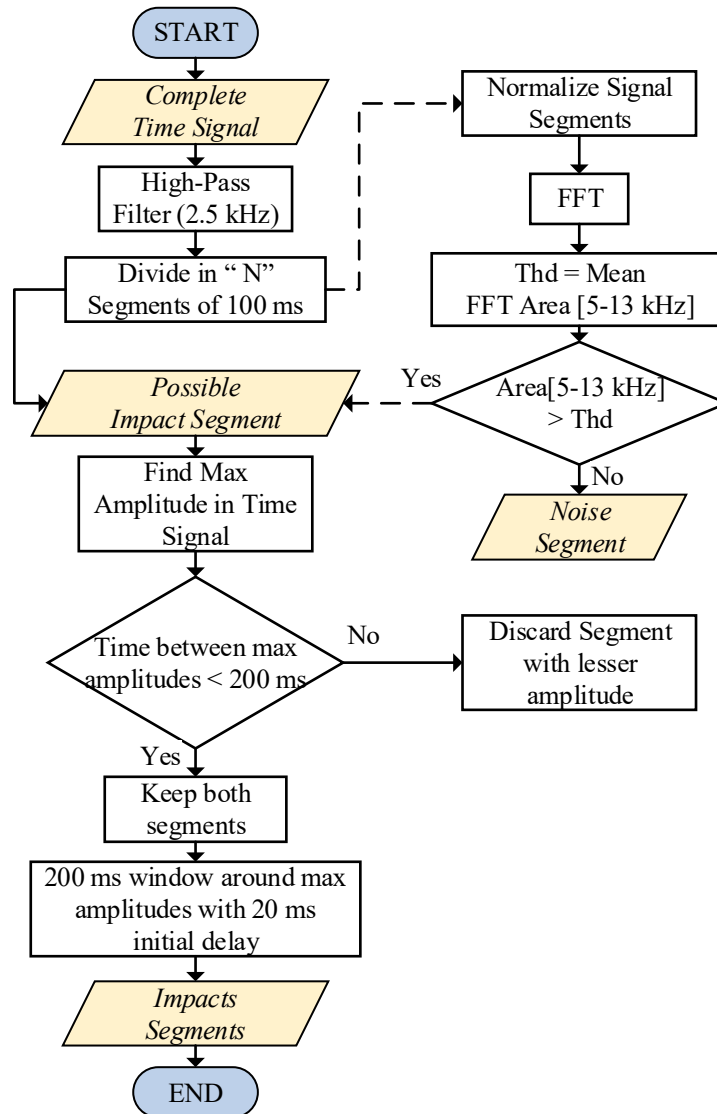 START
Complete
Time Signal
High-Pass
Filter (2.5 kHz)
Divide in “ N”
Segments of 100 ms
Normalize Signal
Segments
FFT
Thd = Mean
FFT Area [5-13 kHz]
Area[5-13 kHz]
> Thd
Yes
No
Noise
Segment
Possible
Impact Segment
Find Max
Amplitude in Time
Signal
Time between max
amplitudes < 200 ms
No
Discard Segment
with lesser
amplitude
Yes
Keep both
segments
200 ms window around max
amplitudes with 20 ms
initial delay
Impacts
Segments
END